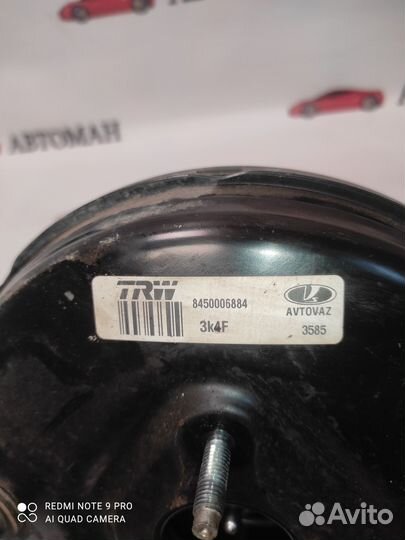 АВТОМАН
TRW
8450006884
3k4F
AVTOVAZ
3585
REDMI NOTE 9 PRO
AI QUAD CAMERA
Avito